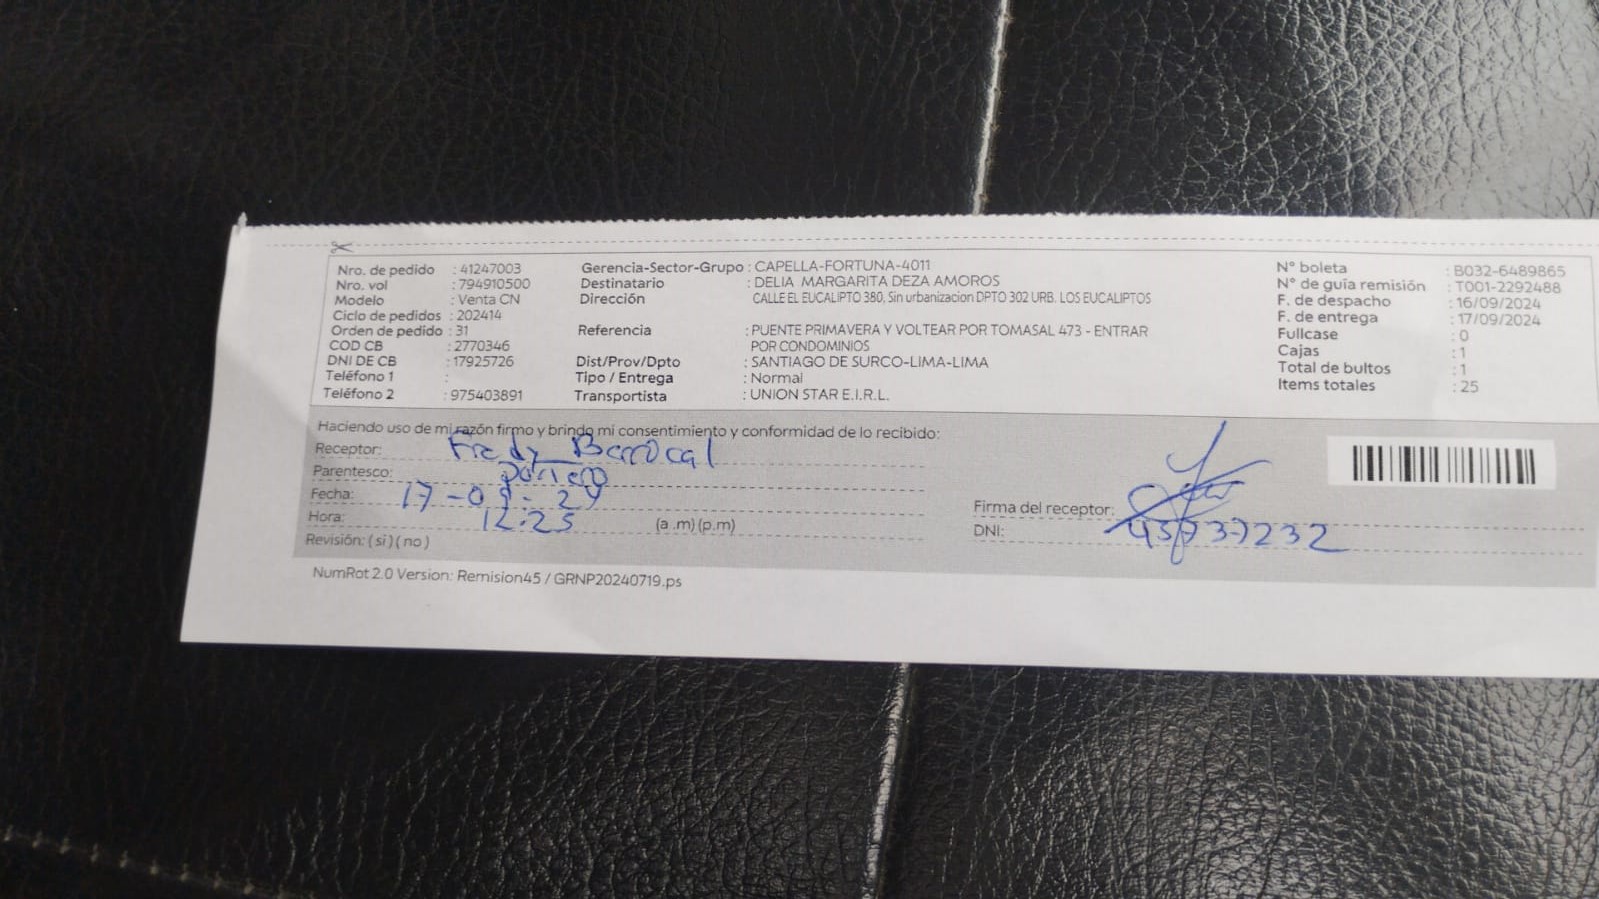 Nro. de pedido : 41247003
Nro. vol : 794910500
Modelo : Venta CN
Ciclo de pedidos : 202414
Orden de pedido : 31
COD CB : 2770346
DNI DE CB : 17925726
Teléfono 1 :
Teléfono 2 : 975403891
Gerencia-Sector-Grupo : CAPELLA-FORTUNA-4011
Destinatario : DELIA MARGARITA DEZA AMOROS
Dirección CALLE EL EUCALIPTO 380, Sin urbanizacion DPTO 302 URB. LOS EUCALIPTOS
Referencia : PUENTE PRIMAVERA Y VOLTEAR POR TOMASAL 473 - ENTRAR
POR CONDOMINIOS
Dist/Prov/Dpto : SANTIAGO DE SURCO-LIMA-LIMA
Tipo / Entrega : Normal
Transportista : UNION STAR E.I.R.L.
N° boleta : B032-6489865
N° de guia remisión : T001-2292488
F. de despacho : 16/09/2024
F. de entrega : 17/09/2024
Fullcase : 0
Cajas : 1
Total de bultos : 1
Items totales : 25
Haciendo uso de mi razón firmo y brindo mi consentimiento y conformidad de lo recibido:
Receptor: Fredy Berrocal
Parentesco: portero
Fecha: 17-09-24
Hora: 12:25 (a.m) (p.m)
Revisión: ( si ) ( no )
Firma del receptor:
DNI: 45737232
NumRot 2.0 Version: Remision45 / GRNP20240719.ps